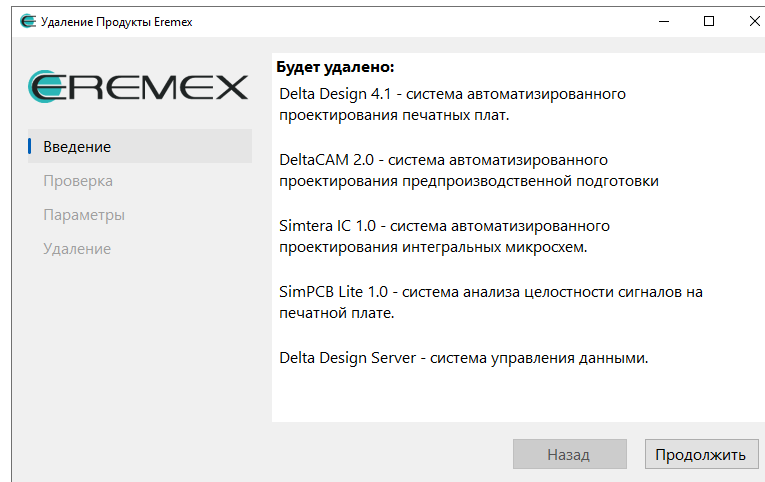 Удаление Продукты Eremex
EREMEX
Введение
Проверка
Параметры
Удаление
Будет удалено:
Delta Design 4.1 - система автоматизированного
проектирования печатных плат.
DeltaCAM 2.0 - система автоматизированного
проектирования предпроизводственной подготовки
Simtera IC 1.0 - система автоматизированного
проектирования интегральных микросхем.
SimPCB Lite 1.0 - система анализа целостности сигналов на
печатной плате.
Delta Design Server - система управления данными.
Назад
Продолжить